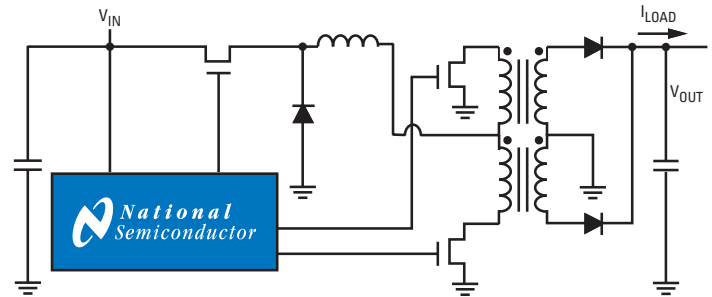 V_IN
I_LOAD
V_OUT
National
Semiconductor